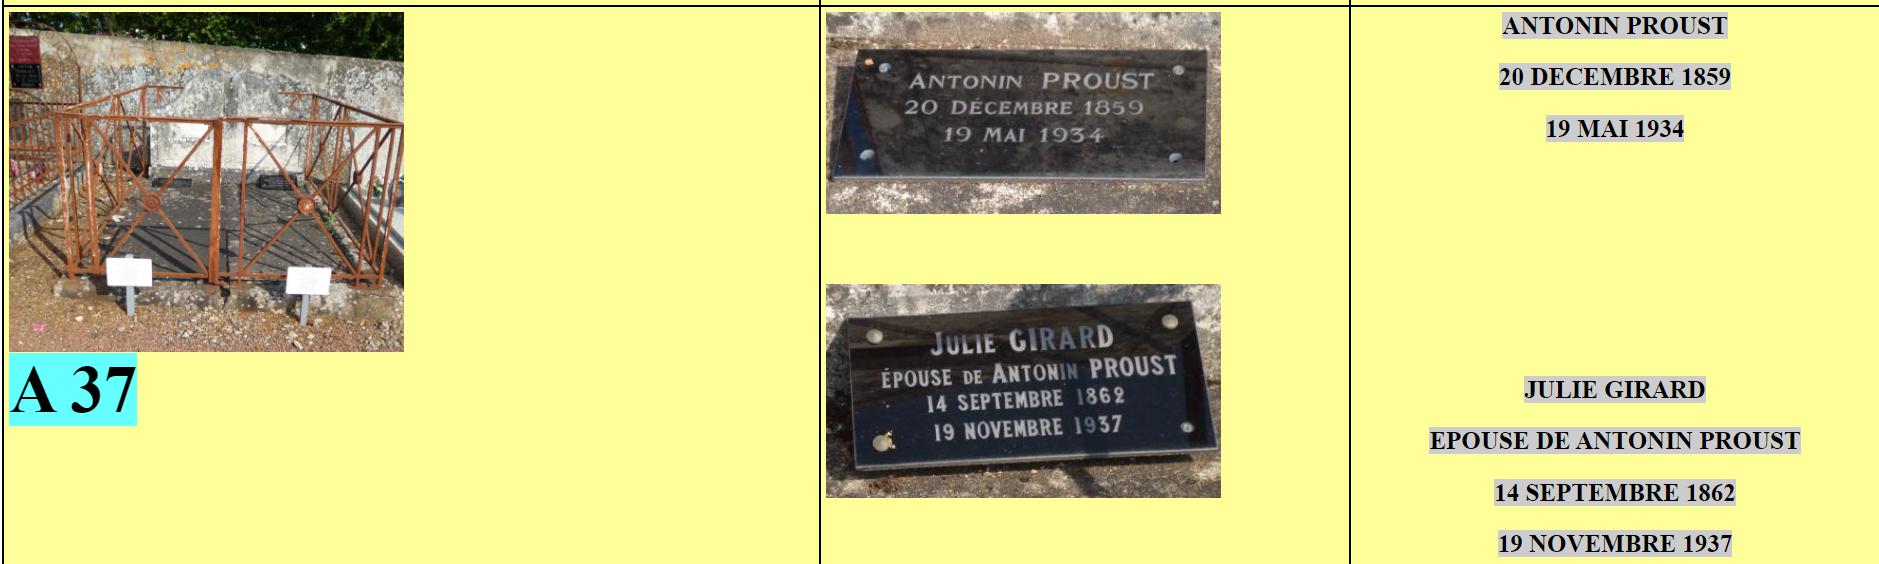 A 37
ANTONIN PROUST
20 DÉCEMBRE 1859
19 MAI 1934
JULIE GIRARD
ÉPOUSE DE ANTONIN PROUST
14 SEPTEMBRE 1862
19 NOVEMBRE 1937
ANTONIN PROUST
20 DECEMBRE 1859
19 MAI 1934
JULIE GIRARD
EPOUSE DE ANTONIN PROUST
14 SEPTEMBRE 1862
19 NOVEMBRE 1937